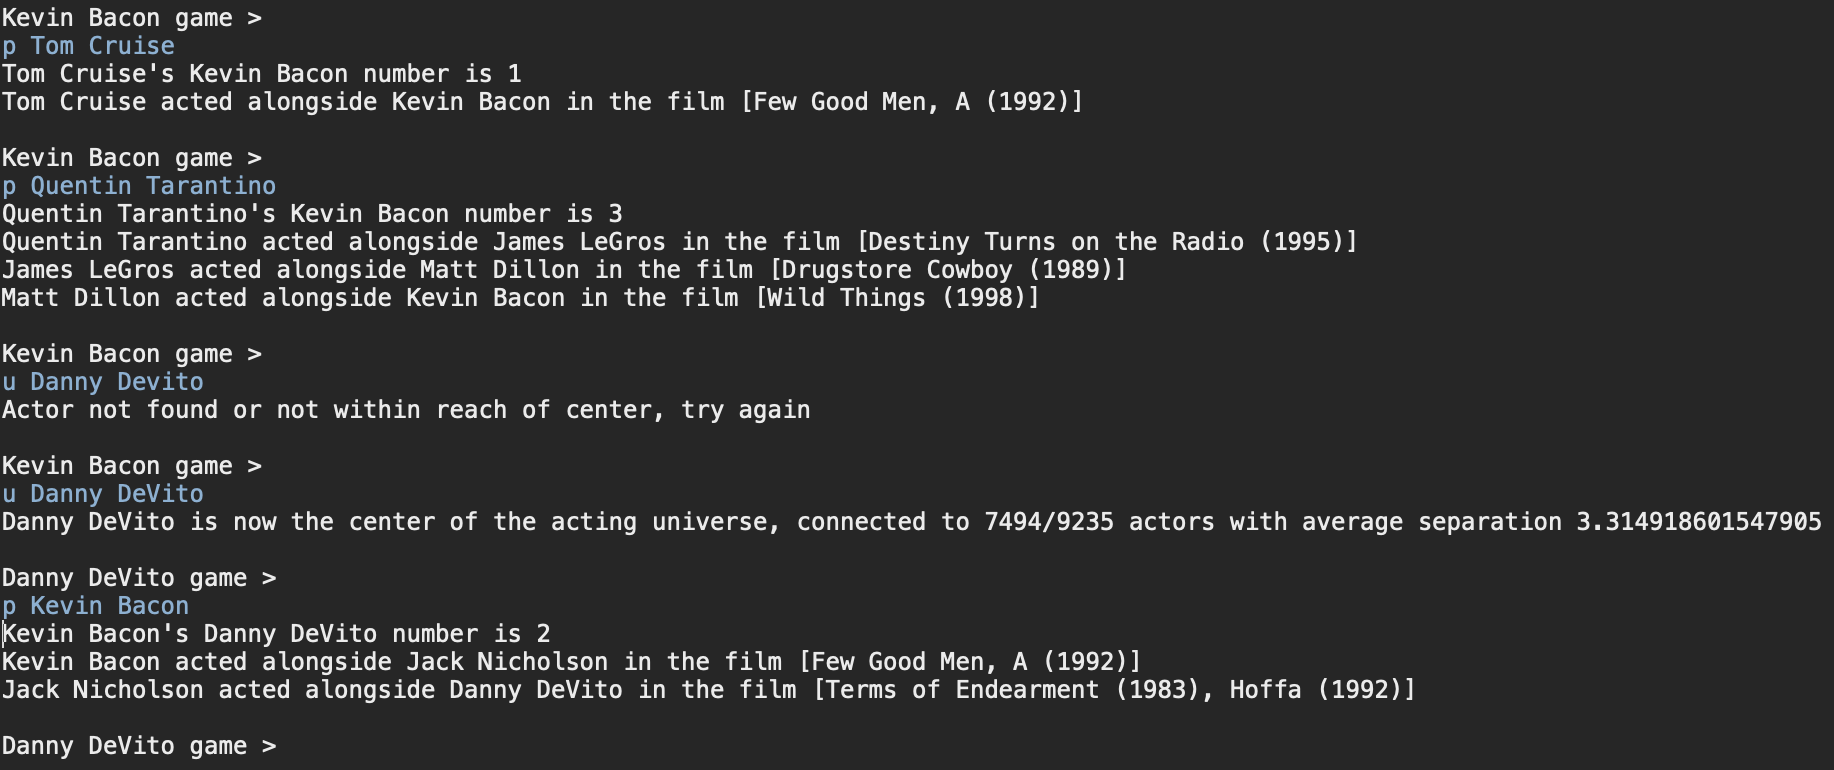 Kevin Bacon game >
p Tom Cruise
Tom Cruise's Kevin Bacon number is 1
Tom Cruise acted alongside Kevin Bacon in the film [Few Good Men, A (1992)]
Kevin Bacon game >
p Quentin Tarantino
Quentin Tarantino's Kevin Bacon number is 3
Quentin Tarantino acted alongside James LeGros in the film [Destiny Turns on the Radio (1995)]
James LeGros acted alongside Matt Dillon in the film [Drugstore Cowboy (1989)]
Matt Dillon acted alongside Kevin Bacon in the film [Wild Things (1998)]
Kevin Bacon game >
u Danny Devito
Actor not found or not within reach of center, try again
Kevin Bacon game >
u Danny DeVito
Danny DeVito is now the center of the acting universe, connected to 7494/9235 actors with average separation 3.314918601547905
Danny DeVito game >
p Kevin Bacon
Kevin Bacon's Danny DeVito number is 2
Kevin Bacon acted alongside Jack Nicholson in the film [Few Good Men, A (1992)]
Jack Nicholson acted alongside Danny DeVito in the film [Terms of Endearment (1983), Hoffa (1992)]
Danny DeVito game >